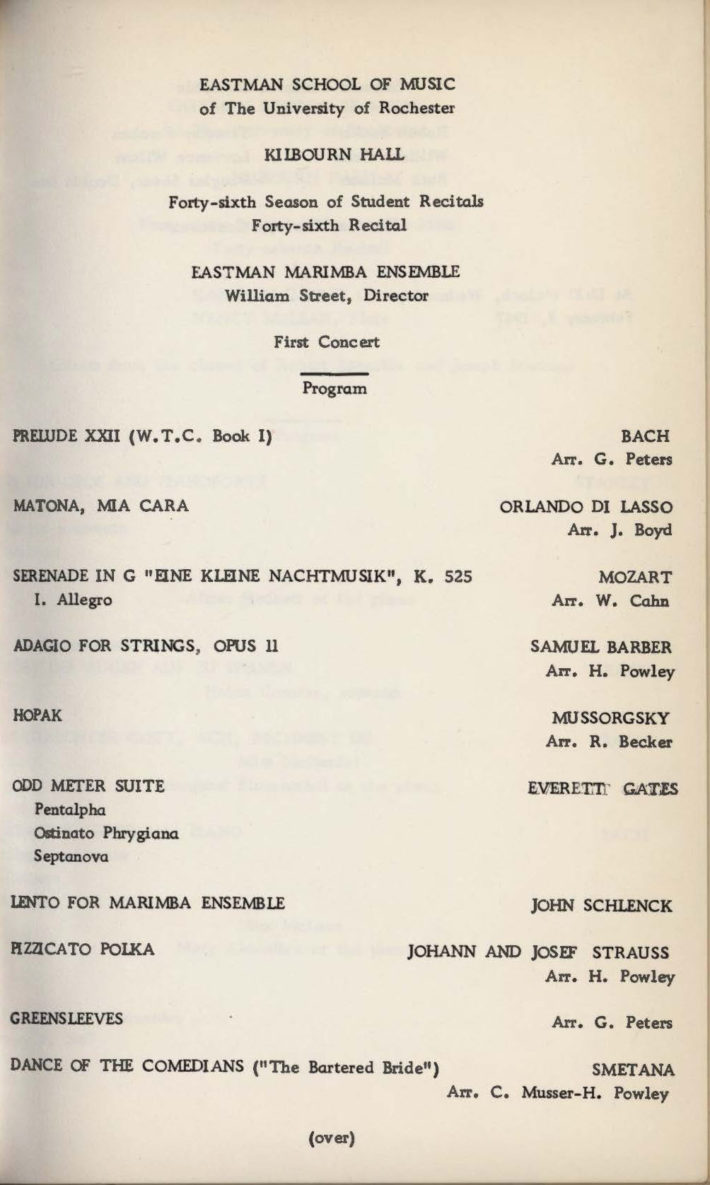 EASTMAN SCHOOL OF MUSIC
of The University of Rochester
KILBOURN HALL
Forty-sixth Season of Student Recitals
Forty-sixth Recital
EASTMAN MARIMBA ENSEMBLE
William Street, Director
First Concert
Program
PRELUDE XXII (W.T.C. Book I) BACH
Arr. G. Peters
MATONA, MIA CARA ORLANDO DI LASSO
Arr. J. Boyd
SERENADE IN G "EINE KLEINE NACHTMUSIK", K. 525 MOZART
I. Allegro Arr. W. Cahn
ADAGIO FOR STRINGS, OPUS 11 SAMUEL BARBER
Arr. H. Powley
HOPAK MUSSORGSKY
Arr. R. Becker
ODD METER SUITE EVERETT GATES
Pentalpha
Ostinato Phrygiana
Septanova
LENTO FOR MARIMBA ENSEMBLE JOHN SCHLENCK
PIZZICATO POLKA JOHANN AND JOSEF STRAUSS
Arr. H. Powley
GREENSLEEVES Arr. G. Peters
DANCE OF THE COMEDIANS ("The Bartered Bride") SMETANA
Arr. C. Musser-H. Powley
(over)